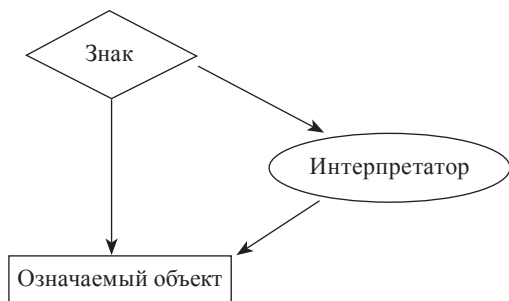 Знак
Интерпретатор
Означаемый объект